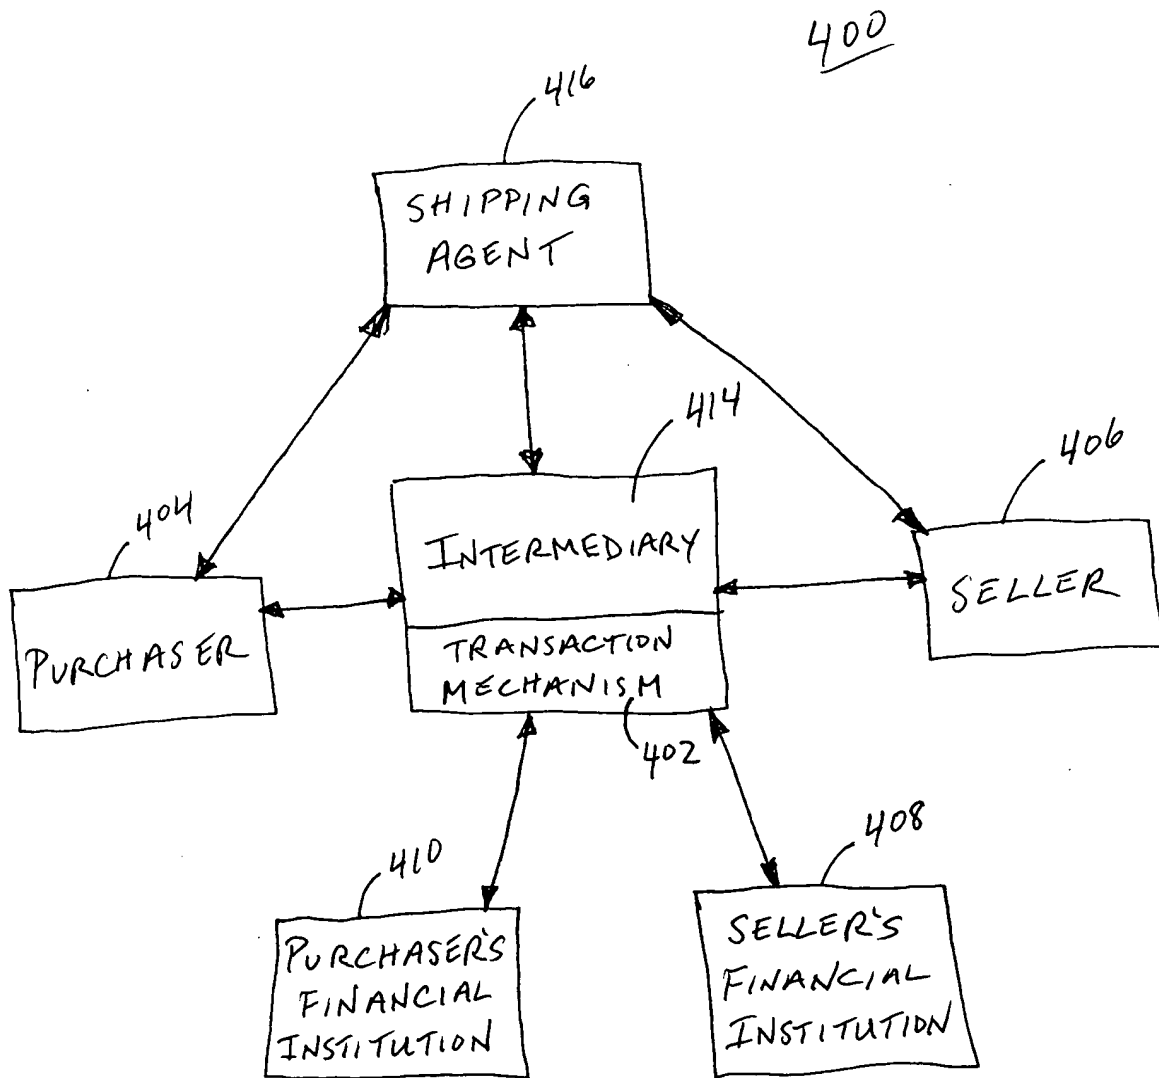 400
416
SHIPPING
AGENT
414
406
404
INTERMEDIARY
SELLER
PURCHASER
TRANSACTION
MECHANISM
402
410
408
PURCHASER'S
FINANCIAL
INSTITUTION
SELLER'S
FINANCIAL
INSTITUTION